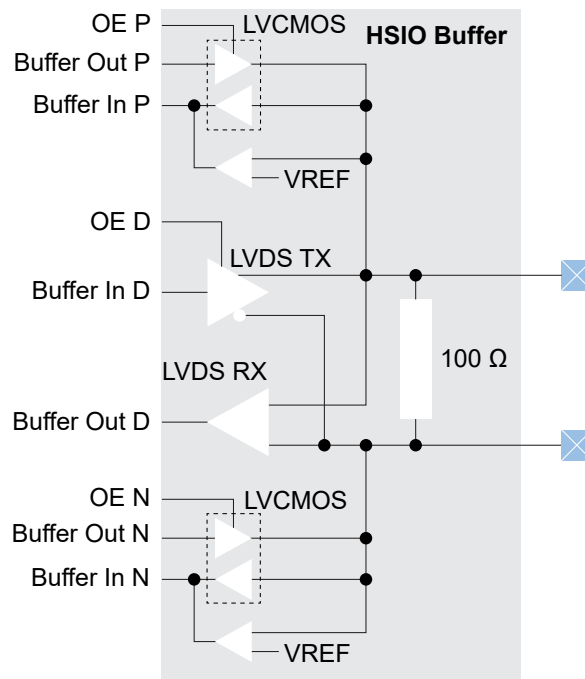 OE P
LVCMOS
HSIO Buffer
Buffer Out P
Buffer In P
VREF
OE D
LVDS TX
Buffer In D
LVDS RX
100 Ω
Buffer Out D
OE N
LVCMOS
Buffer Out N
Buffer In N
VREF